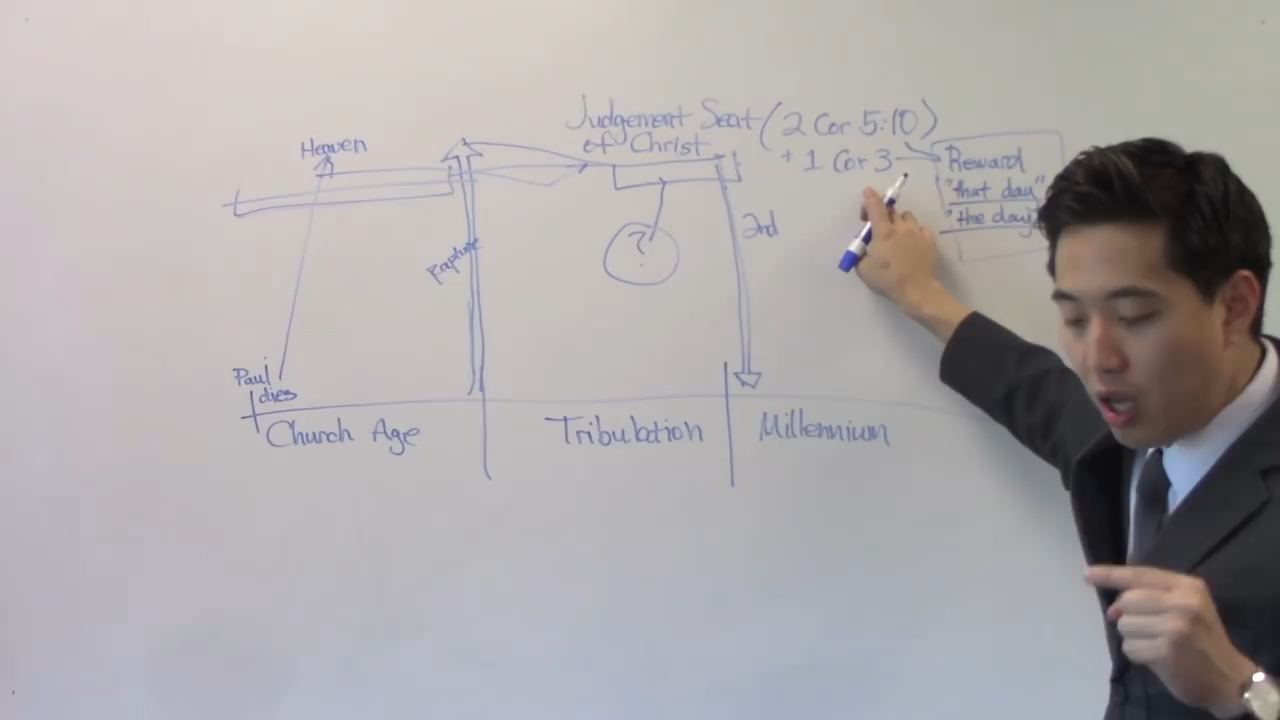 Judgement Seat (2 Cor 5:10)
of Christ + 1 Cor 3
Reward
"that day"
"the day"
Heaven
2nd
?
Rapture
Paul
dies
Church Age
Tribulation
Millennium